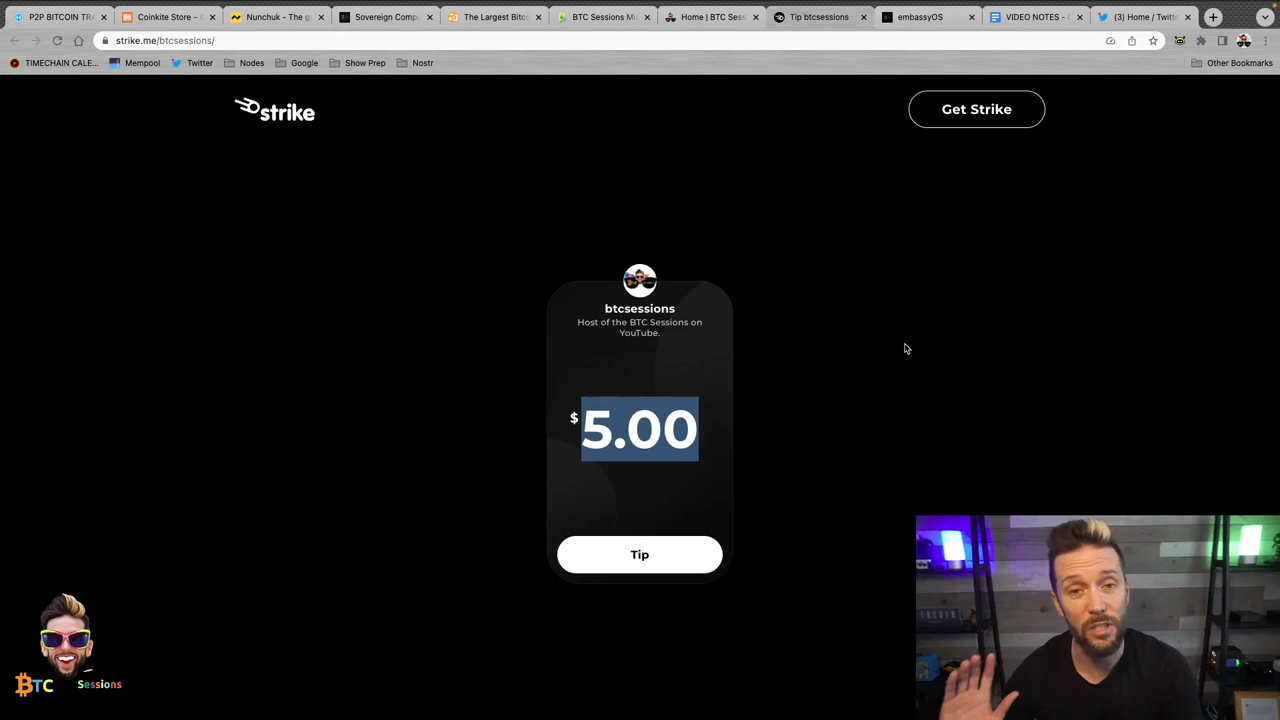 P2P BITCOIN TRA
Coinkite Store – C
Nunchuk - The g
Sovereign Comp
The Largest Bitc
BTC Sessions Mi
Home | BTC Sess
Tip btcsessions
embassyOS
VIDEO NOTES - G
(3) Home / Twitte
strike.me/btcsessions/
TIMECHAIN CALE...
Mempool
Twitter
Nodes
Google
Show Prep
Nostr
Other Bookmarks
strike
Get Strike
btcsessions
Host of the BTC Sessions on
YouTube.
$5.00
Tip
BTC Sessions